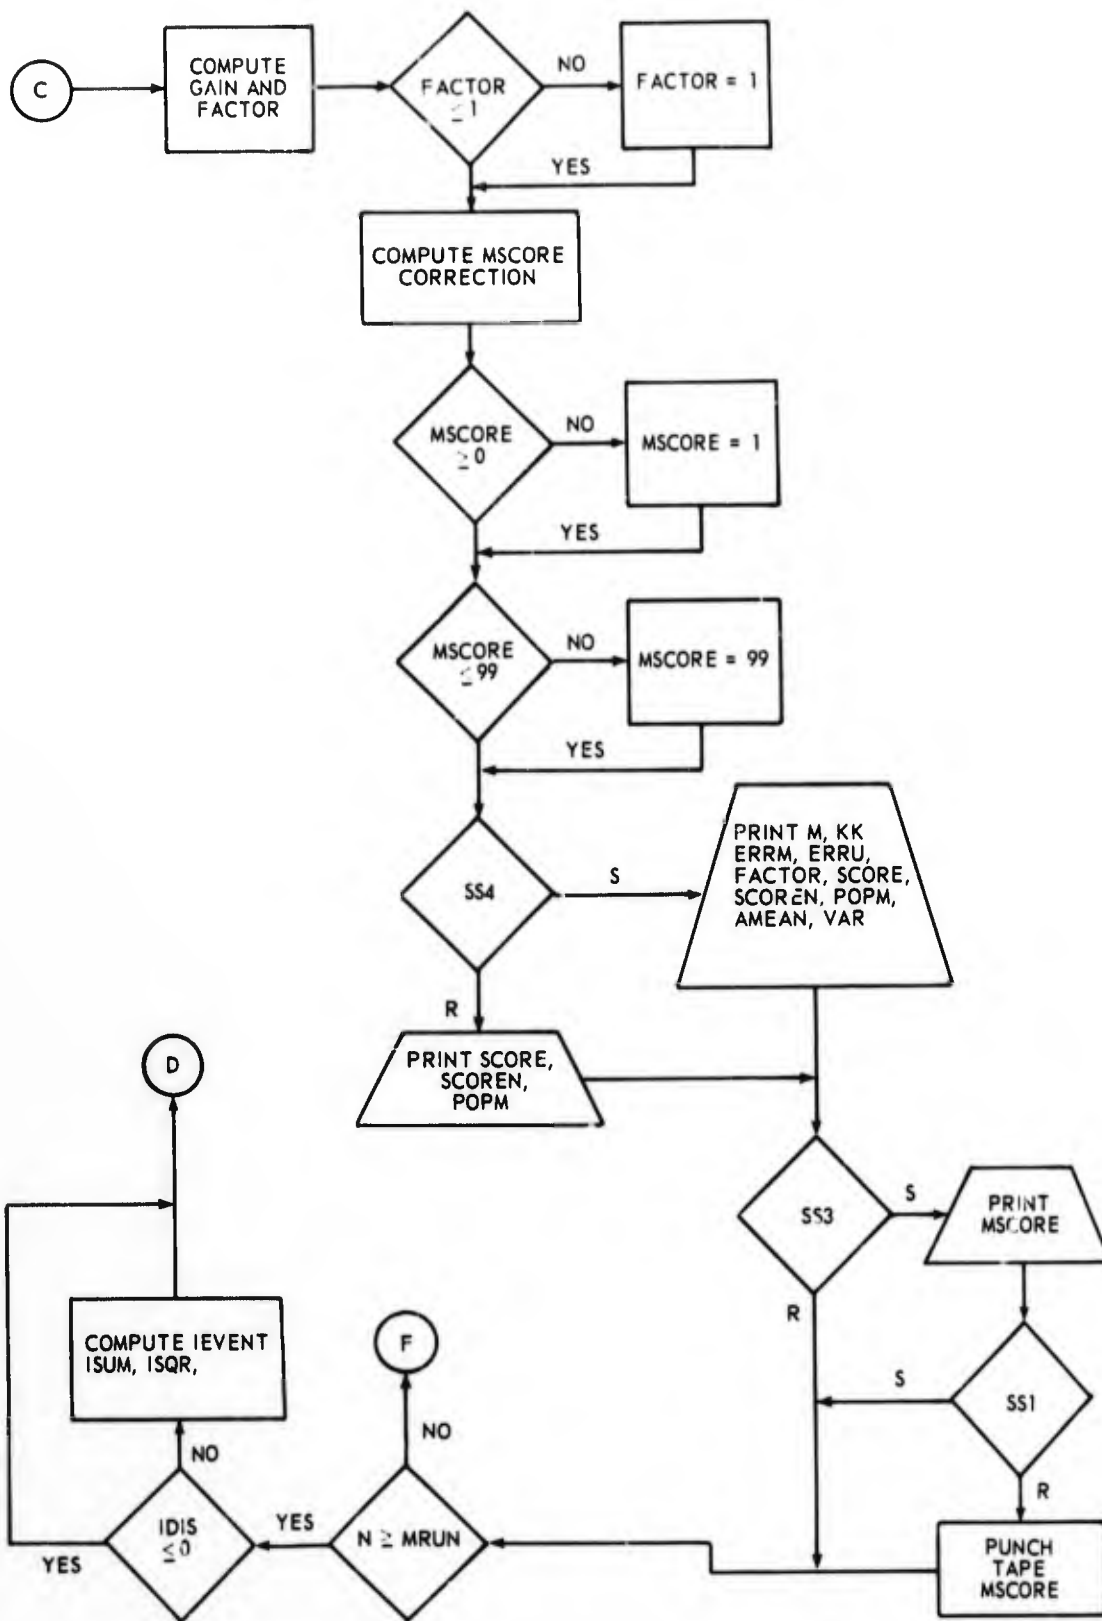 C
COMPUTE
GAIN AND
FACTOR
FACTOR
≤ 1
NO
FACTOR = 1
YES
COMPUTE MSCORE
CORRECTION
MSCORE
≥ 0
NO
MSCORE = 1
YES
MSCORE
≤ 99
NO
MSCORE = 99
YES
SS4
S
PRINT M, KK
ERRM, ERRU,
FACTOR, SCORE,
SCOREN, POPM,
AMEAN, VAR
R
PRINT SCORE,
SCOREN,
POPM
D
SS3
S
PRINT
MSCORE
R
COMPUTE IEVENT
ISUM, ISQR,
F
S
SS1
NO
NO
R
IDIS
≤ 0
YES
YES
N ≥ MRUN
PUNCH
TAPE
MSCORE